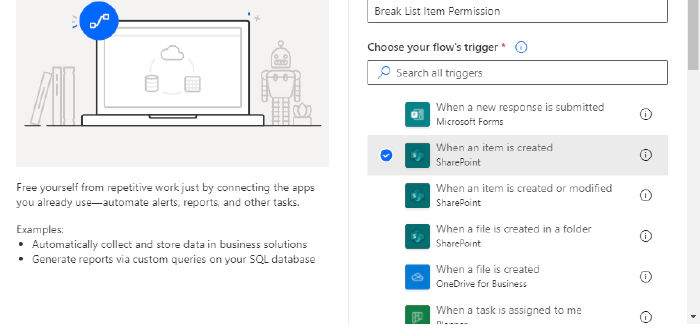 Break List Item Permission
Choose your flow's trigger *
Search all triggers
When a new response is submitted
Microsoft Forms
When an item is created
SharePoint
When an item is created or modified
SharePoint
When a file is created in a folder
SharePoint
When a file is created
OneDrive for Business
When a task is assigned to me
Planner
Free yourself from repetitive work just by connecting the apps
you already use—automate alerts, reports, and other tasks.
Examples:
• Automatically collect and store data in business solutions
• Generate reports via custom queries on your SQL database